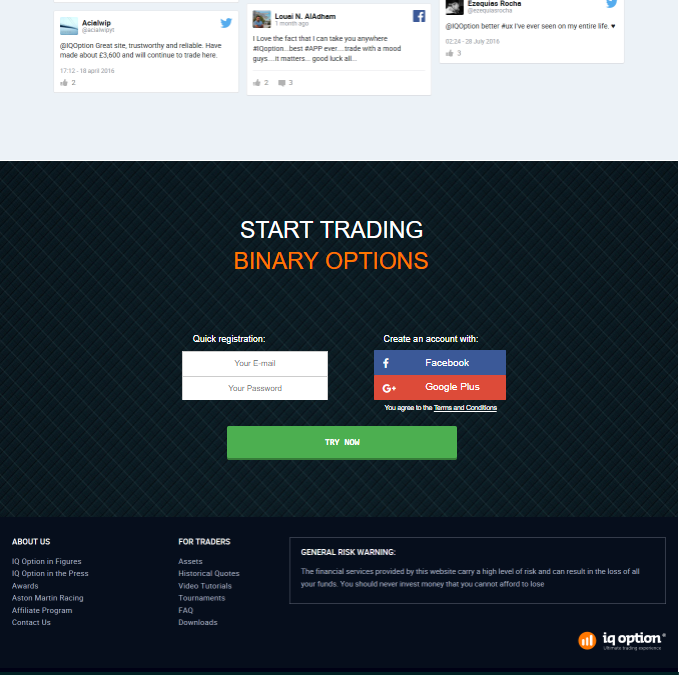 Acialwip
@acialwipyt
@IQOption Great site, trustworthy and reliable. Have
made about £3,600 and will continue to trade here.
17:12 - 18 april 2016
2
Louai N. AlAdham
1 month ago
I Love the fact that I can take you anywhere
#IQoption...best #APP ever... trade with a mood
guys....it matters... good luck all...
2 3
Ezequias Rocha
@ezequiasrocha
@IQOption better #ux I've ever seen on my entire life. ♥
02:24 - 28 July 2016
3
START TRADING
BINARY OPTIONS
Quick registration:
Your E-mail
Your Password
Create an account with:
Facebook
G+ Google Plus
You agree to the Terms and Conditions
TRY NOW
ABOUT US
IQ Option in Figures
IQ Option in the Press
Awards
Aston Martin Racing
Affiliate Program
Contact Us
FOR TRADERS
Assets
Historical Quotes
Video Tutorials
Tournaments
FAQ
Downloads
GENERAL RISK WARNING:
The financial services provided by this website carry a high level of risk and can result in the loss of all
your funds. You should never invest money that you cannot afford to lose
iq option®
Ultimate trading experience